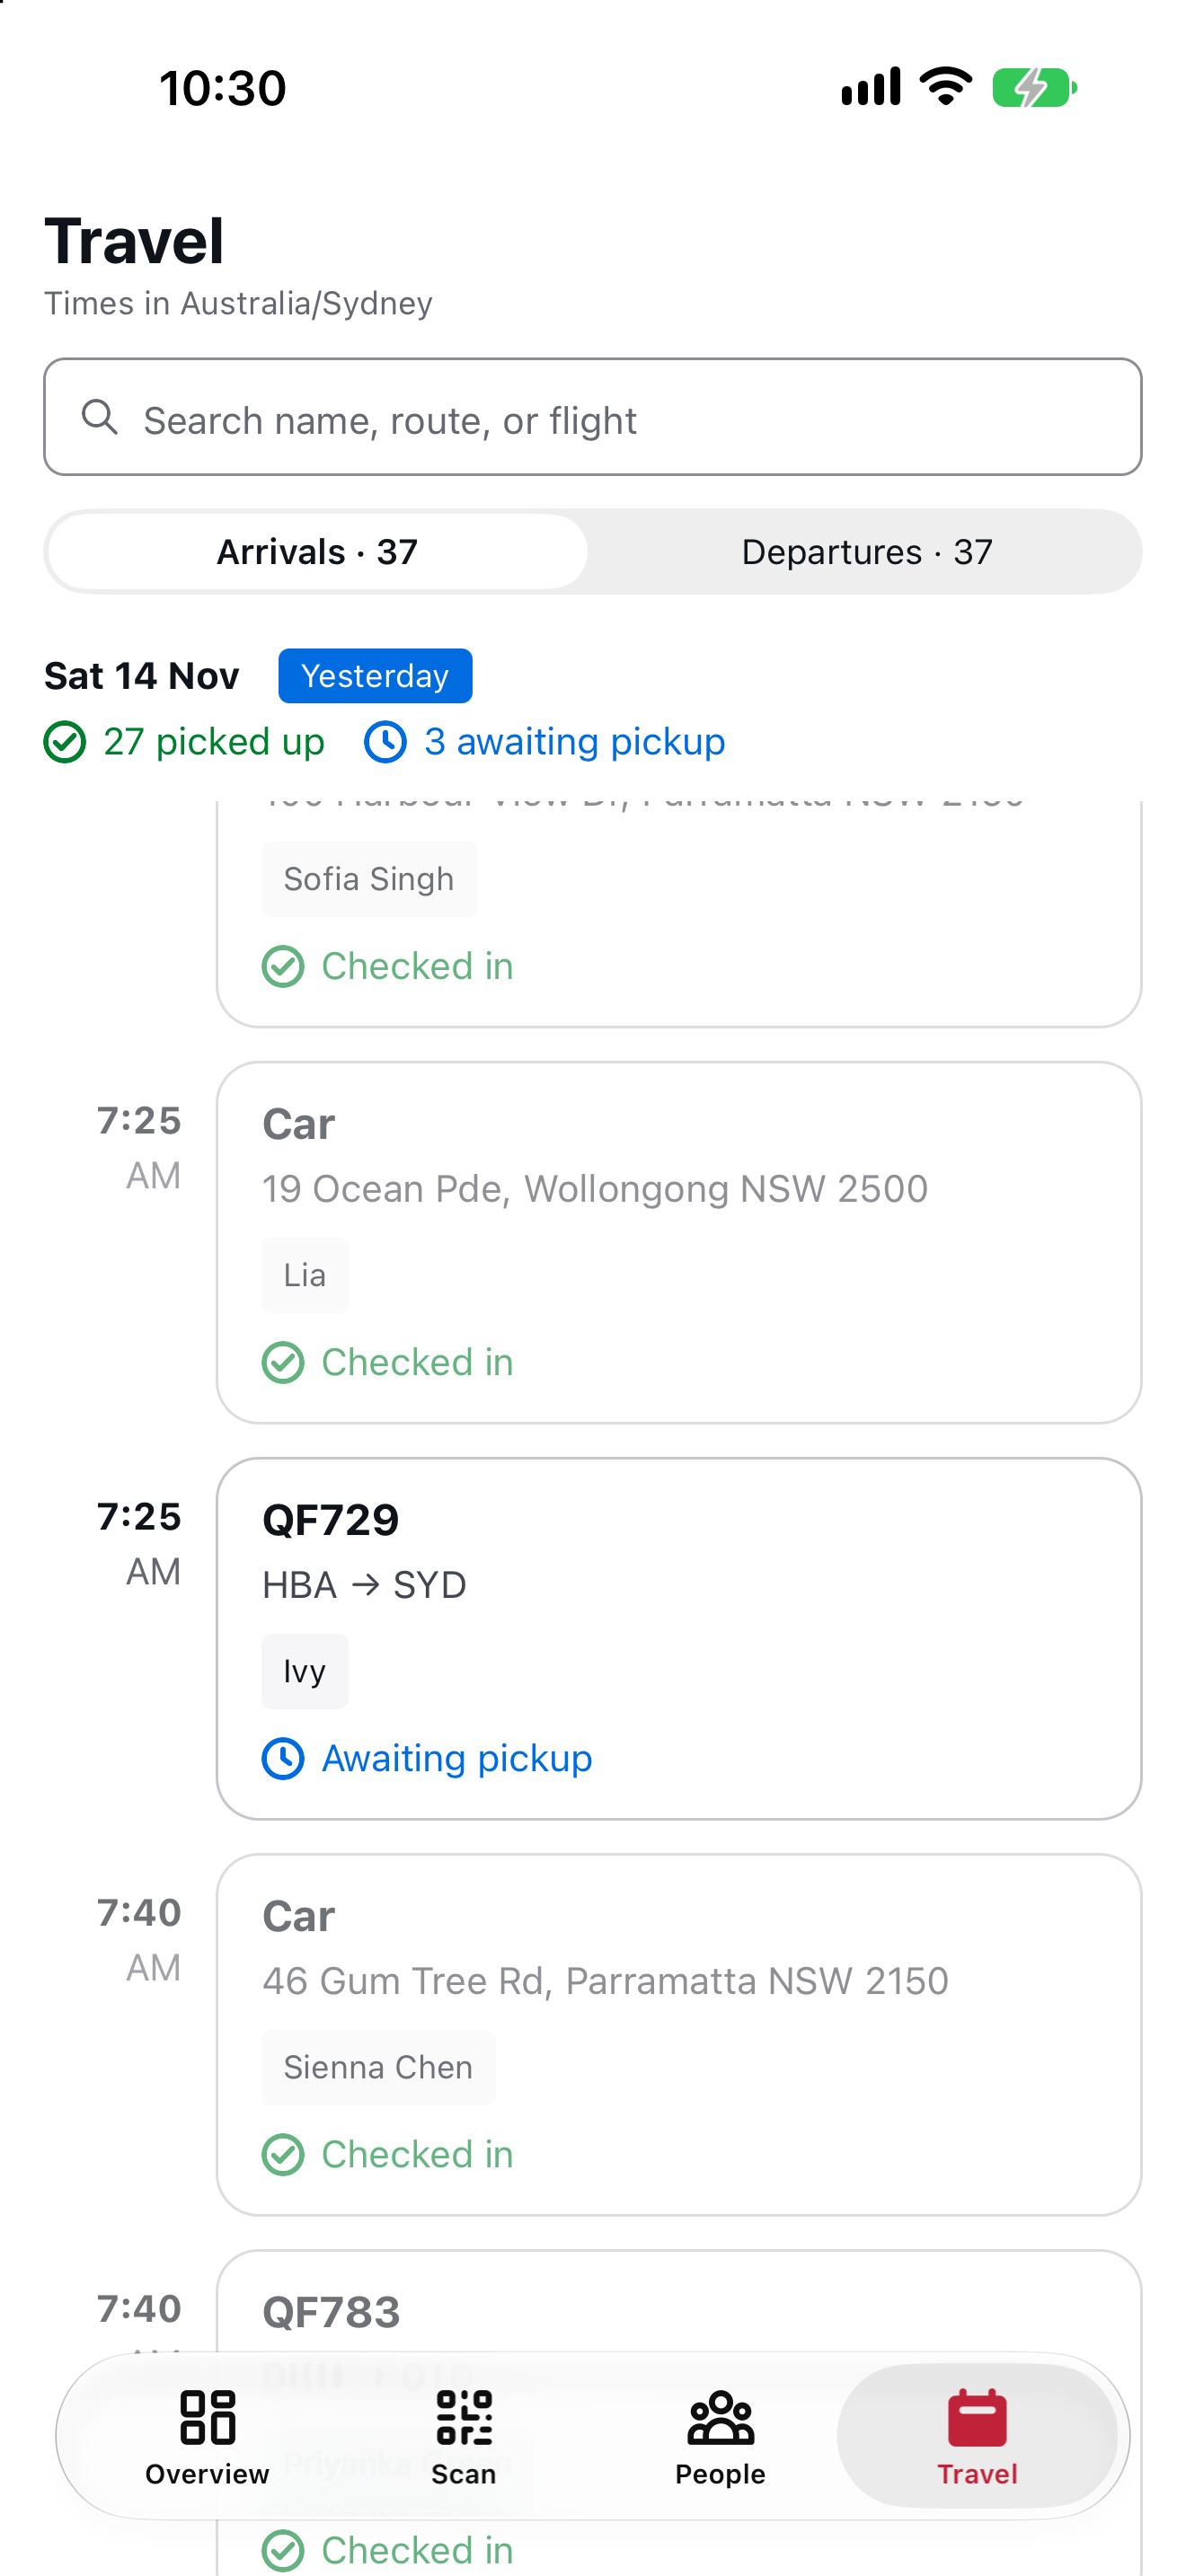 10:30
Travel
Times in Australia/Sydney
Search name, route, or flight
Arrivals · 37
Departures · 37
Sat 14 Nov
Yesterday
27 picked up
3 awaiting pickup
Sofia Singh
Checked in
7:25
AM
Car
19 Ocean Pde, Wollongong NSW 2500
Lia
Checked in
7:25
AM
QF729
HBA → SYD
Ivy
Awaiting pickup
7:40
AM
Car
46 Gum Tree Rd, Parramatta NSW 2150
Sienna Chen
Checked in
7:40
QF783
Priyanka Green
Overview
Scan
People
Travel
Checked in